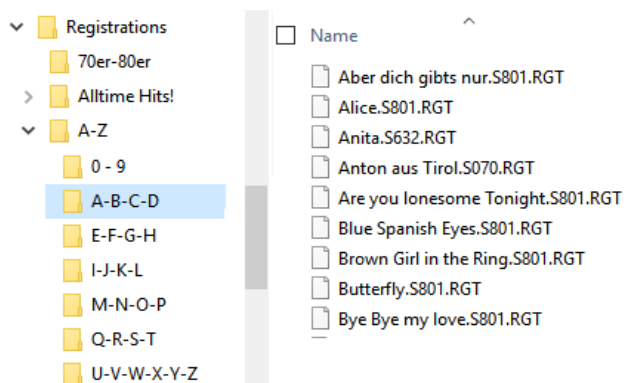 Registrations
70er-80er
Alltime Hits!
A-Z
0 - 9
A-B-C-D
E-F-G-H
I-J-K-L
M-N-O-P
Q-R-S-T
U-V-W-X-Y-Z
Name
Aber dich gibts nur.S801.RGT
Alice.S801.RGT
Anita.S632.RGT
Anton aus Tirol.S070.RGT
Are you lonesome Tonight.S801.RGT
Blue Spanish Eyes.S801.RGT
Brown Girl in the Ring.S801.RGT
Butterfly.S801.RGT
Bye Bye my love.S801.RGT